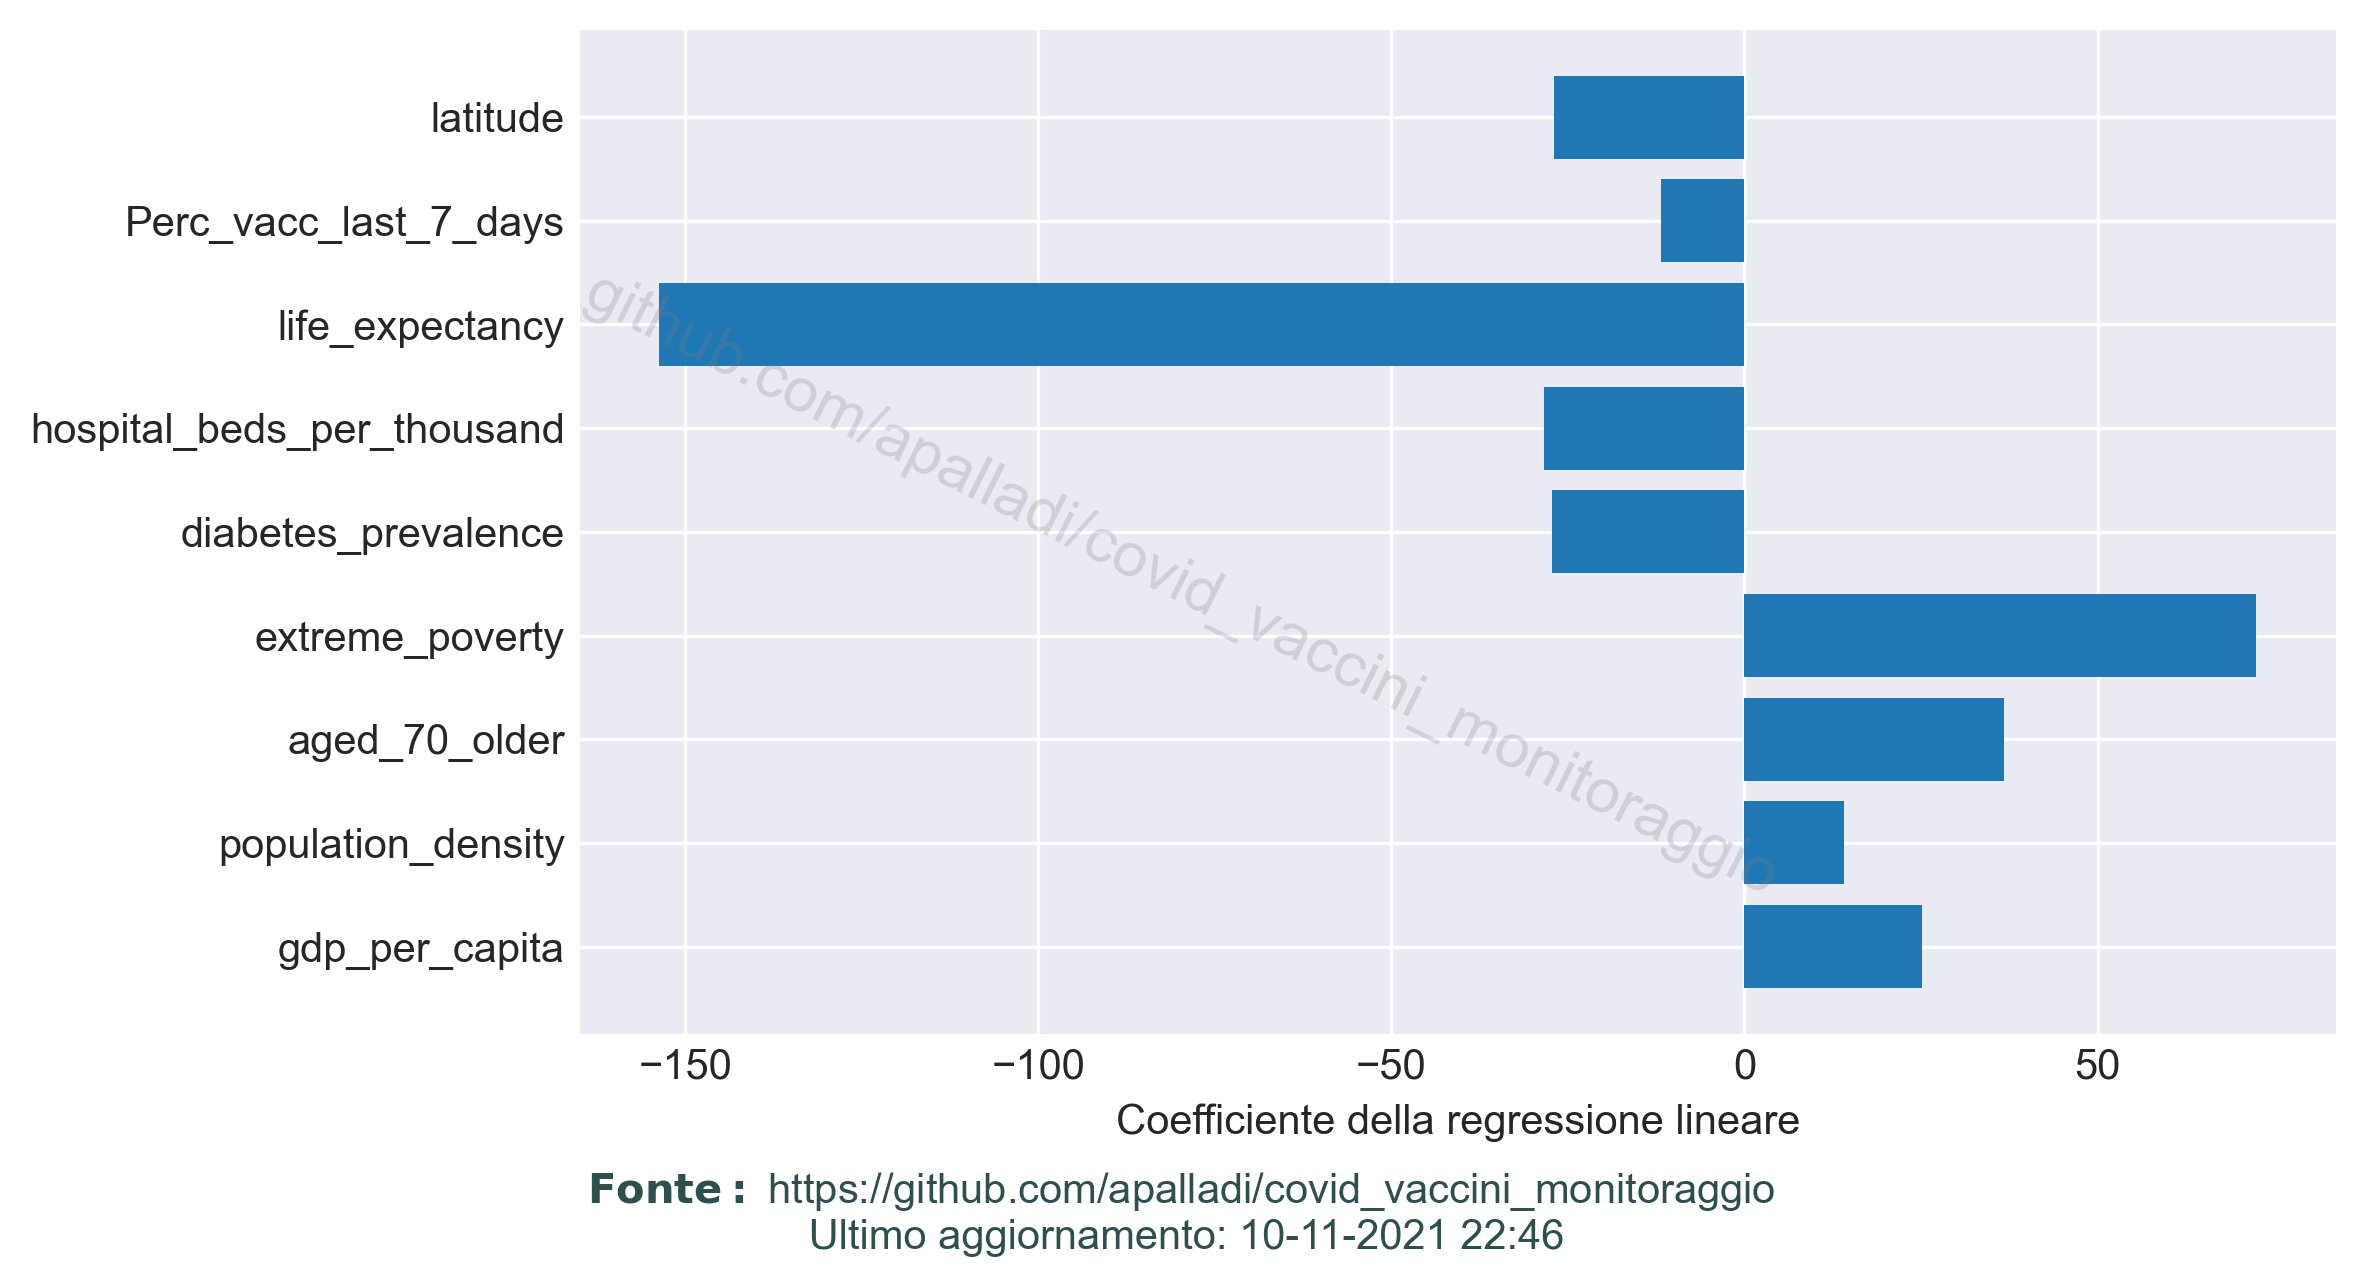 latitude
Perc_vacc_last_7_days
life_expectancy
hospital_beds_per_thousand
diabetes_prevalence
extreme_poverty
aged_70_older
population_density
gdp_per_capita
github.com/apalladi/covid_vaccini_monitoraggio
−150 −100 −50 0 50
Coefficiente della regressione lineare
Fonte: https://github.com/apalladi/covid_vaccini_monitoraggio
Ultimo aggiornamento: 10-11-2021 22:46